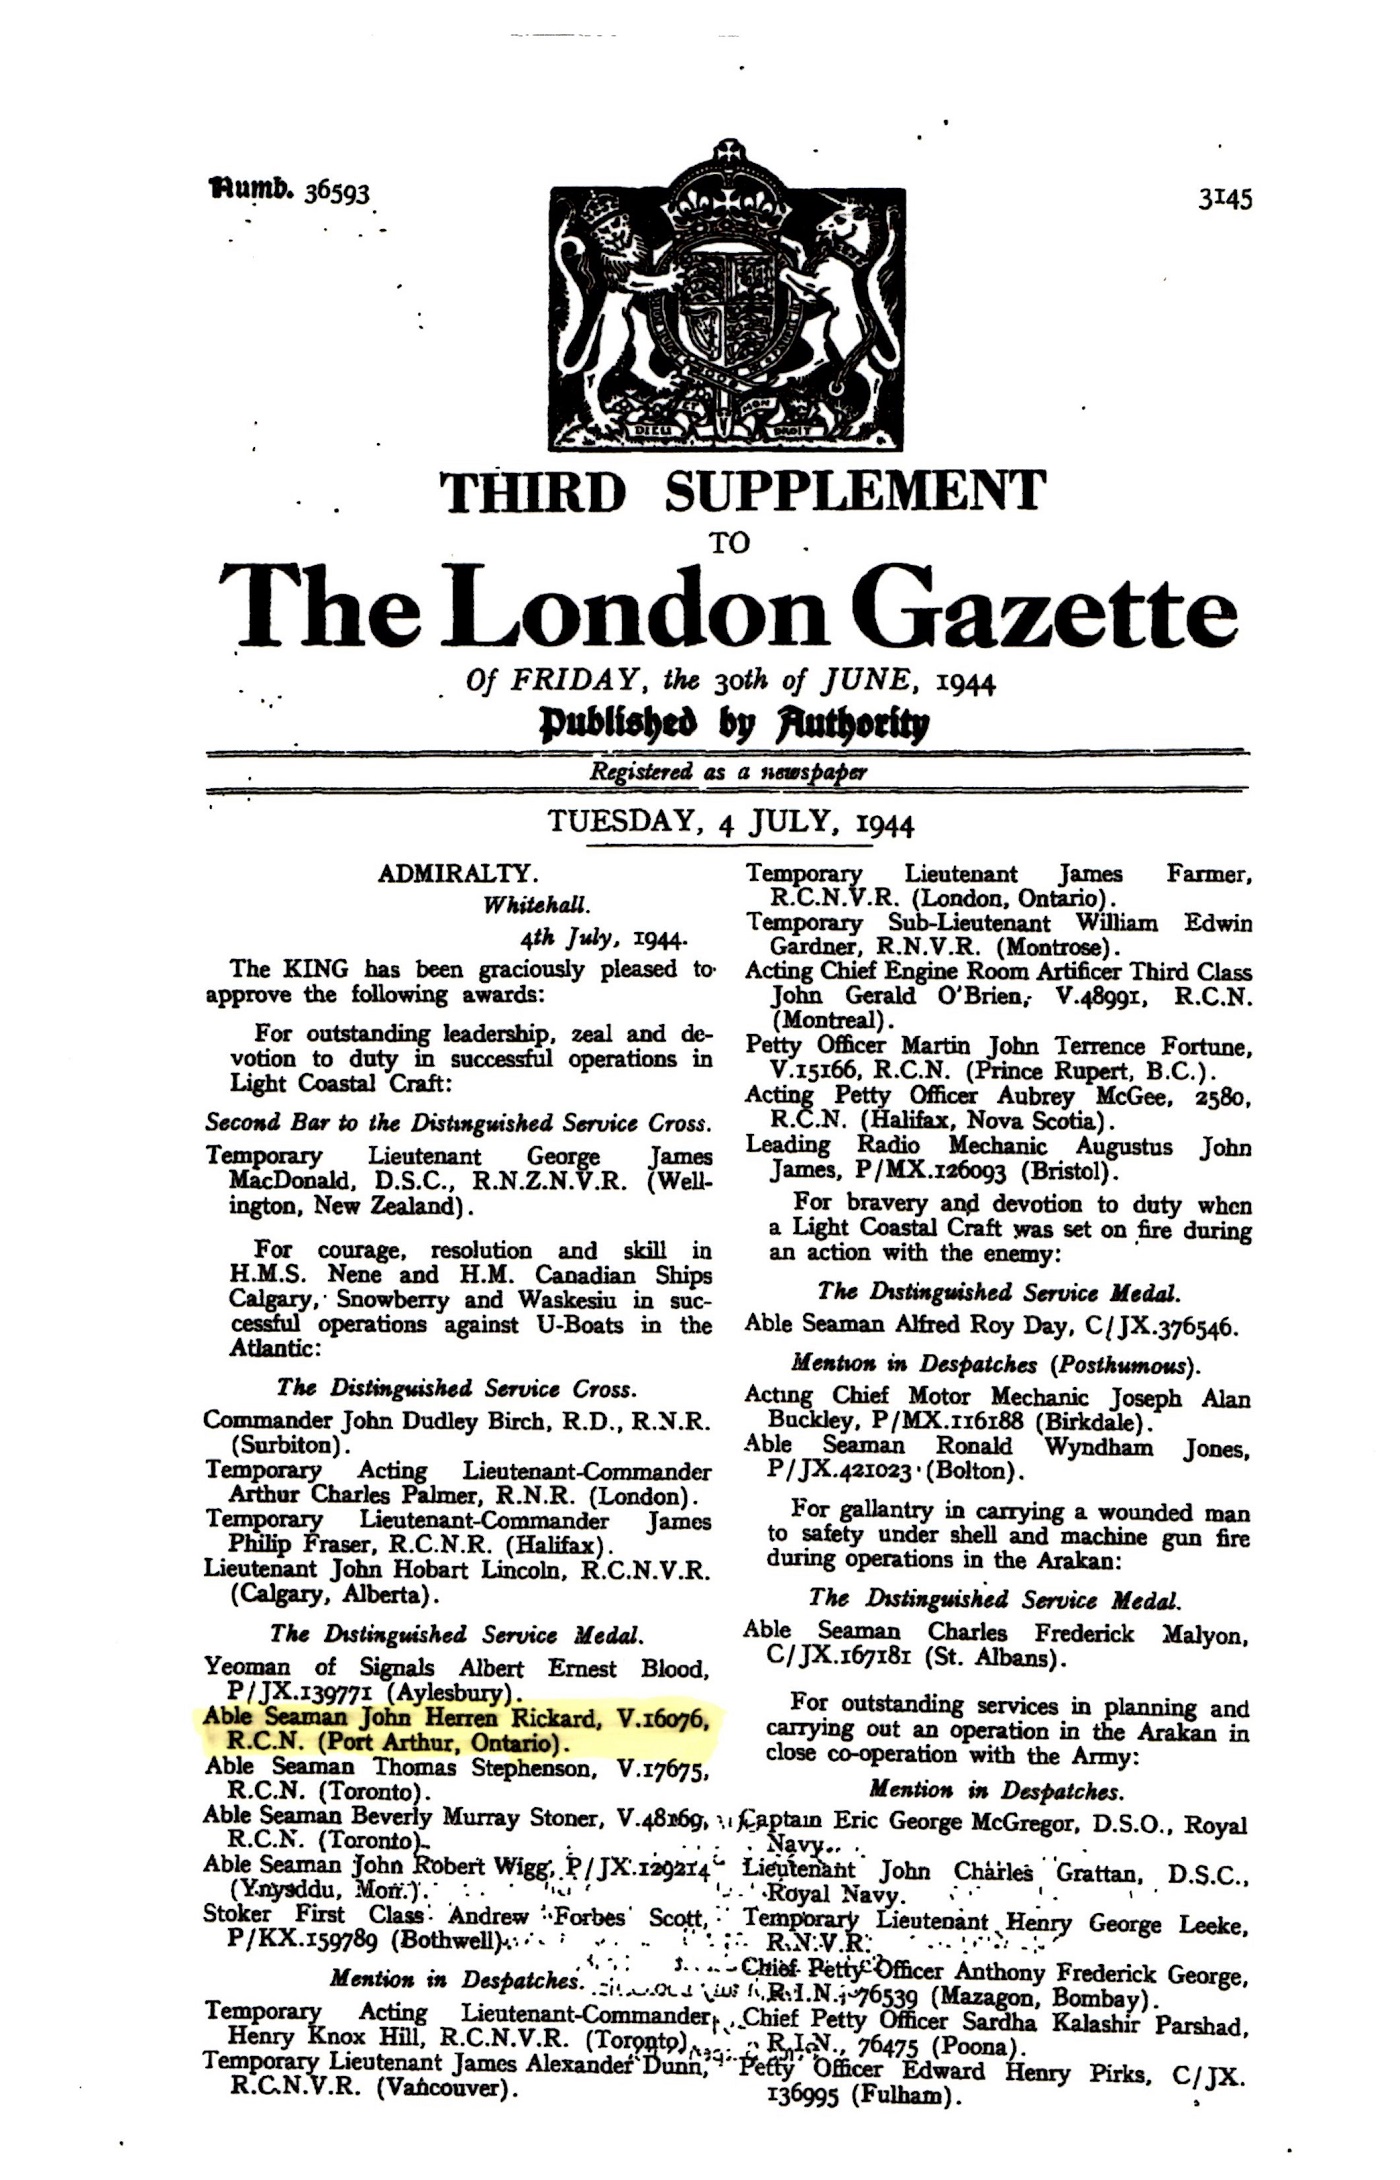 Numb. 36593
3145
DIEU ET MON DROIT
THIRD SUPPLEMENT
TO
The London Gazette
Of FRIDAY, the 30th of JUNE, 1944
Published by Authority
Registered as a newspaper
TUESDAY, 4 JULY, 1944
ADMIRALTY.
Whitehall.
4th July, 1944.
The KING has been graciously pleased to
approve the following awards:
For outstanding leadership, zeal and de-
votion to duty in successful operations in
Light Coastal Craft:
Second Bar to the Distinguished Service Cross.
Temporary Lieutenant George James
MacDonald, D.S.C., R.N.Z.N.V.R. (Well-
ington, New Zealand).
For courage, resolution and skill in
H.M.S. Nene and H.M. Canadian Ships
Calgary, Snowberry and Waskesiu in suc-
cessful operations against U-Boats in the
Atlantic:
The Distinguished Service Cross.
Commander John Dudley Birch, R.D., R.N.R.
(Surbiton).
Temporary Acting Lieutenant-Commander
Arthur Charles Palmer, R.N.R. (London).
Temporary Lieutenant-Commander James
Philip Fraser, R.C.N.R. (Halifax).
Lieutenant John Hobart Lincoln, R.C.N.V.R.
(Calgary, Alberta).
The Distinguished Service Medal.
Yeoman of Signals Albert Ernest Blood,
P/JX.139771 (Aylesbury).
Able Seaman John Herren Rickard, V.16076,
R.C.N. (Port Arthur, Ontario).
Able Seaman Thomas Stephenson, V.17675,
R.C.N. (Toronto).
Able Seaman Beverly Murray Stoner, V.48169,
R.C.N. (Toronto).
Able Seaman John Robert Wigg, P/JX.129214
(Ynysddu, Mon.).
Stoker First Class Andrew Forbes Scott,
P/KX.159789 (Bothwell).
Mention in Despatches.
Temporary Acting Lieutenant-Commander
Henry Knox Hill, R.C.N.V.R. (Toronto).
Temporary Lieutenant James Alexander Dunn,
R.C.N.V.R. (Vancouver).
Temporary Lieutenant James Farmer,
R.C.N.V.R. (London, Ontario).
Temporary Sub-Lieutenant William Edwin
Gardner, R.N.V.R. (Montrose).
Acting Chief Engine Room Artificer Third Class
John Gerald O'Brien, V.48991, R.C.N.
(Montreal).
Petty Officer Martin John Terrence Fortune,
V.15166, R.C.N. (Prince Rupert, B.C.).
Acting Petty Officer Aubrey McGee, 2580,
R.C.N. (Halifax, Nova Scotia).
Leading Radio Mechanic Augustus John
James, P/MX.126093 (Bristol).
For bravery and devotion to duty when
a Light Coastal Craft was set on fire during
an action with the enemy:
The Distinguished Service Medal.
Able Seaman Alfred Roy Day, C/JX.376546.
Mention in Despatches (Posthumous).
Acting Chief Motor Mechanic Joseph Alan
Buckley, P/MX.116188 (Birkdale).
Able Seaman Ronald Wyndham Jones,
P/JX.421023 (Bolton).
For gallantry in carrying a wounded man
to safety under shell and machine gun fire
during operations in the Arakan:
The Distinguished Service Medal.
Able Seaman Charles Frederick Malyon,
C/JX.167181 (St. Albans).
For outstanding services in planning and
carrying out an operation in the Arakan in
close co-operation with the Army:
Mention in Despatches.
Captain Eric George McGregor, D.S.O., Royal
Navy.
Lieutenant John Charles Grattan, D.S.C.,
Royal Navy.
Temporary Lieutenant Henry George Leeke,
R.N.V.R.
Chief Petty Officer Anthony Frederick George,
R.I.N., 76539 (Mazagon, Bombay).
Chief Petty Officer Sardha Kalashir Parshad,
R.I.N., 76475 (Poona).
Petty Officer Edward Henry Pirks, C/JX.
136995 (Fulham).